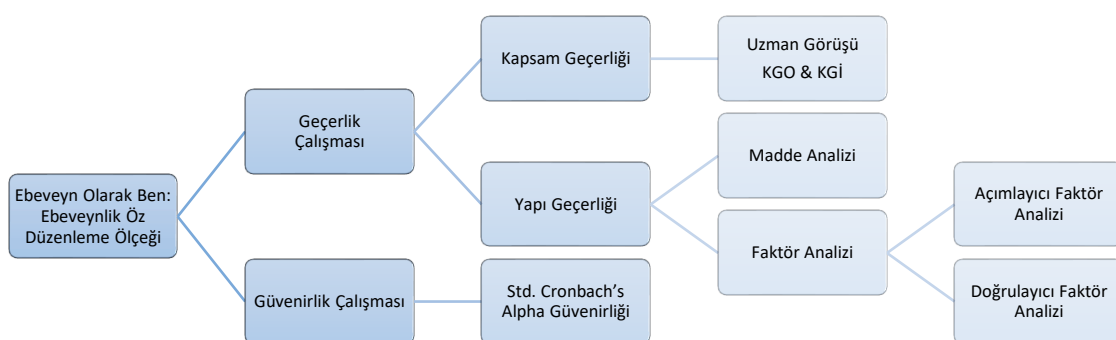 Ebeveyn Olarak Ben:
Ebeveynlik Öz
Düzenleme Ölçeği
Geçerlik
Çalışması
Kapsam Geçerliği
Uzman Görüşü
KGO & KGİ
Yapı Geçerliği
Madde Analizi
Faktör Analizi
Açımlayıcı Faktör
Analizi
Doğrulayıcı Faktör
Analizi
Güvenirlik Çalışması
Std. Cronbach’s
Alpha Güvenirliği